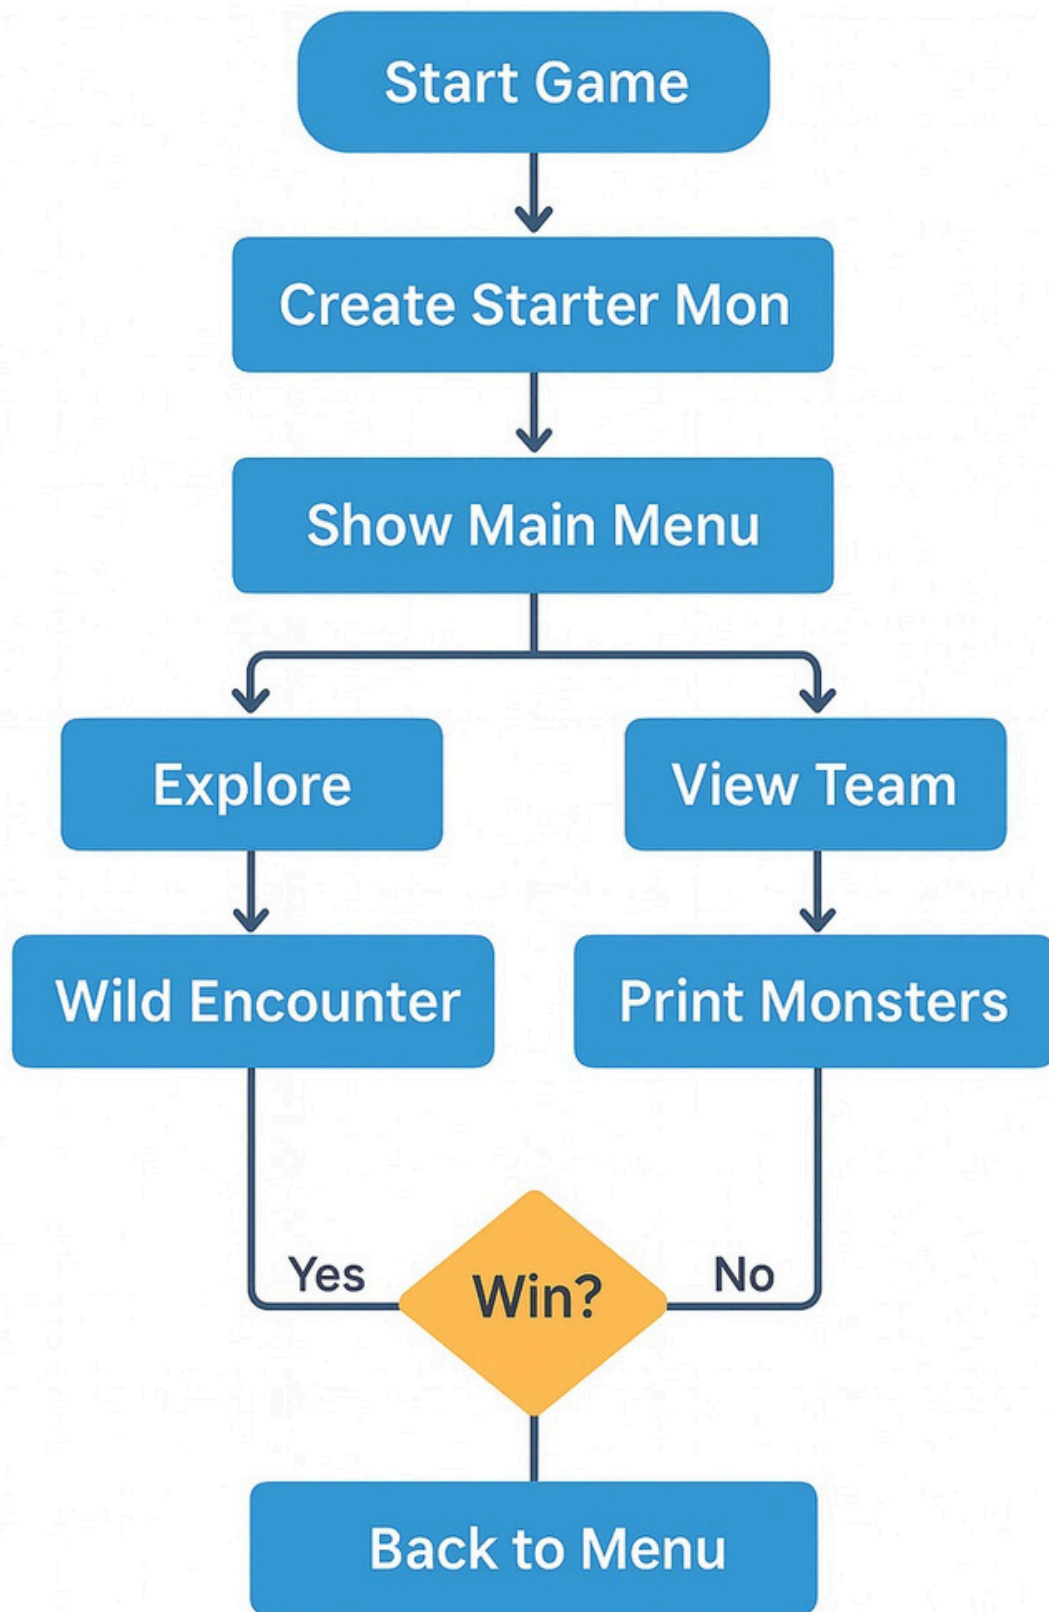 Start Game
Create Starter Mon
Show Main Menu
Explore
View Team
Wild Encounter
Print Monsters
Yes
Win?
No
Back to Menu